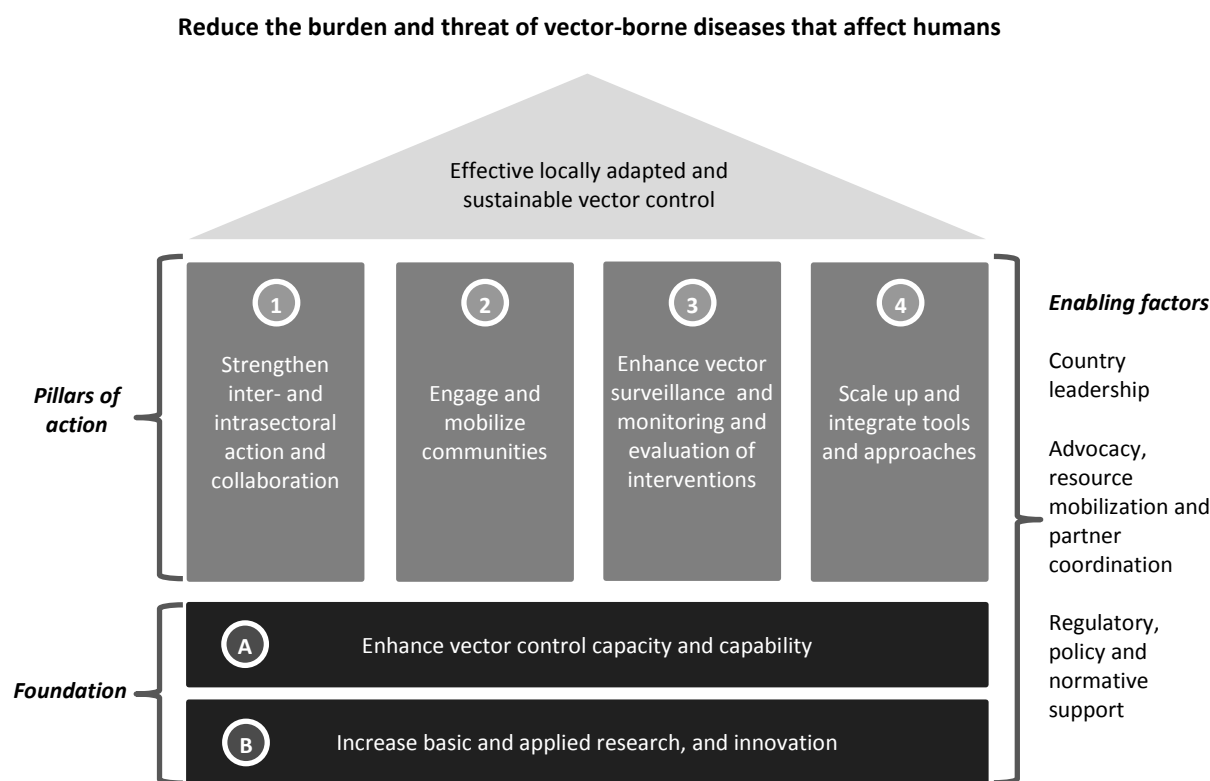 Reduce the burden and threat of vector-borne diseases that affect humans
Effective locally adapted and
sustainable vector control
Pillars of
action
1
Strengthen
inter- and
intrasectoral
action and
collaboration
2
Engage and
mobilize
communities
3
Enhance vector
surveillance and
monitoring and
evaluation of
interventions
4
Scale up and
integrate tools
and approaches
Enabling factors
Country
leadership
Advocacy,
resource
mobilization and
partner
coordination
Regulatory,
policy and
normative
support
Foundation
A
Enhance vector control capacity and capability
B
Increase basic and applied research, and innovation